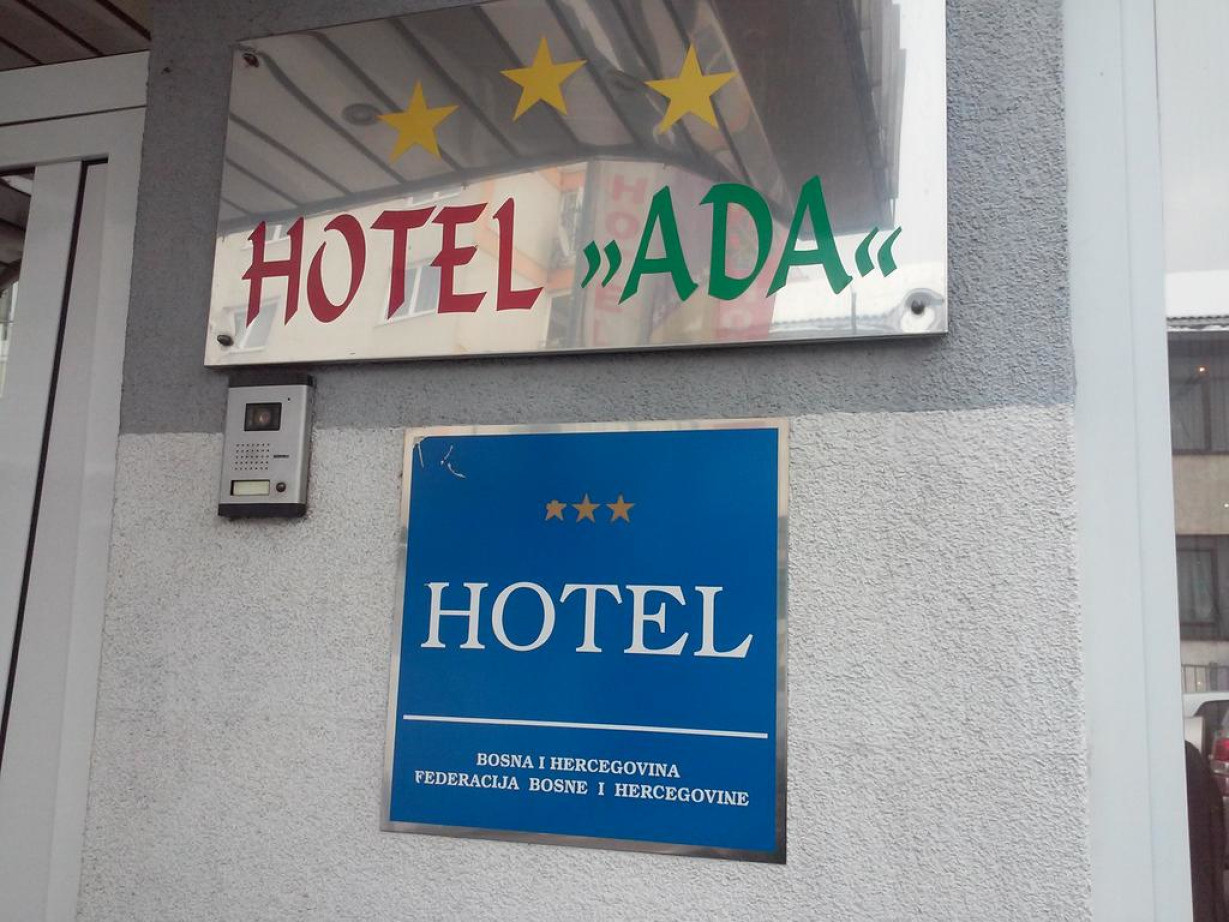 HOTEL »ADA«
HOTEL
BOSNA I HERCEGOVINA
FEDERACIJA BOSNE I HERCEGOVINE